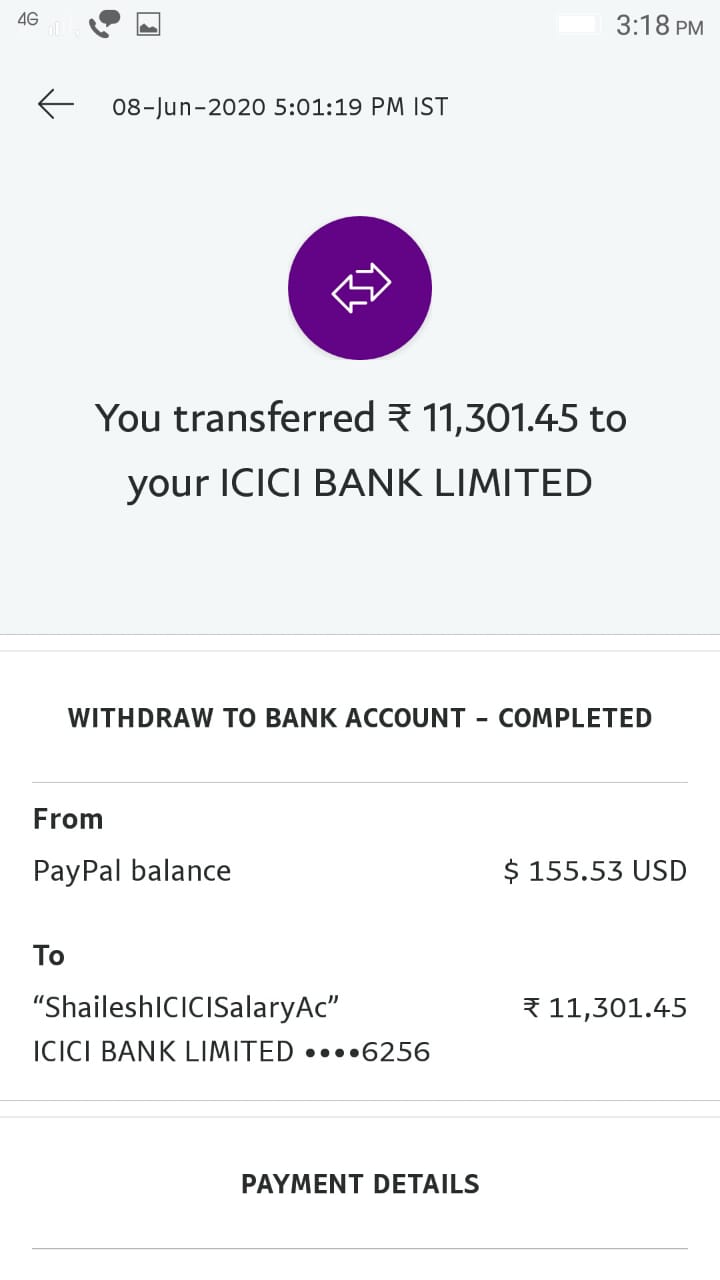 4G
3:18 PM
08-Jun-2020 5:01:19 PM IST
You transferred ₹ 11,301.45 to
your ICICI BANK LIMITED
WITHDRAW TO BANK ACCOUNT - COMPLETED
From
PayPal balance $ 155.53 USD
To
“ShaileshICICISalaryAc” ₹ 11,301.45
ICICI BANK LIMITED ••••6256
PAYMENT DETAILS